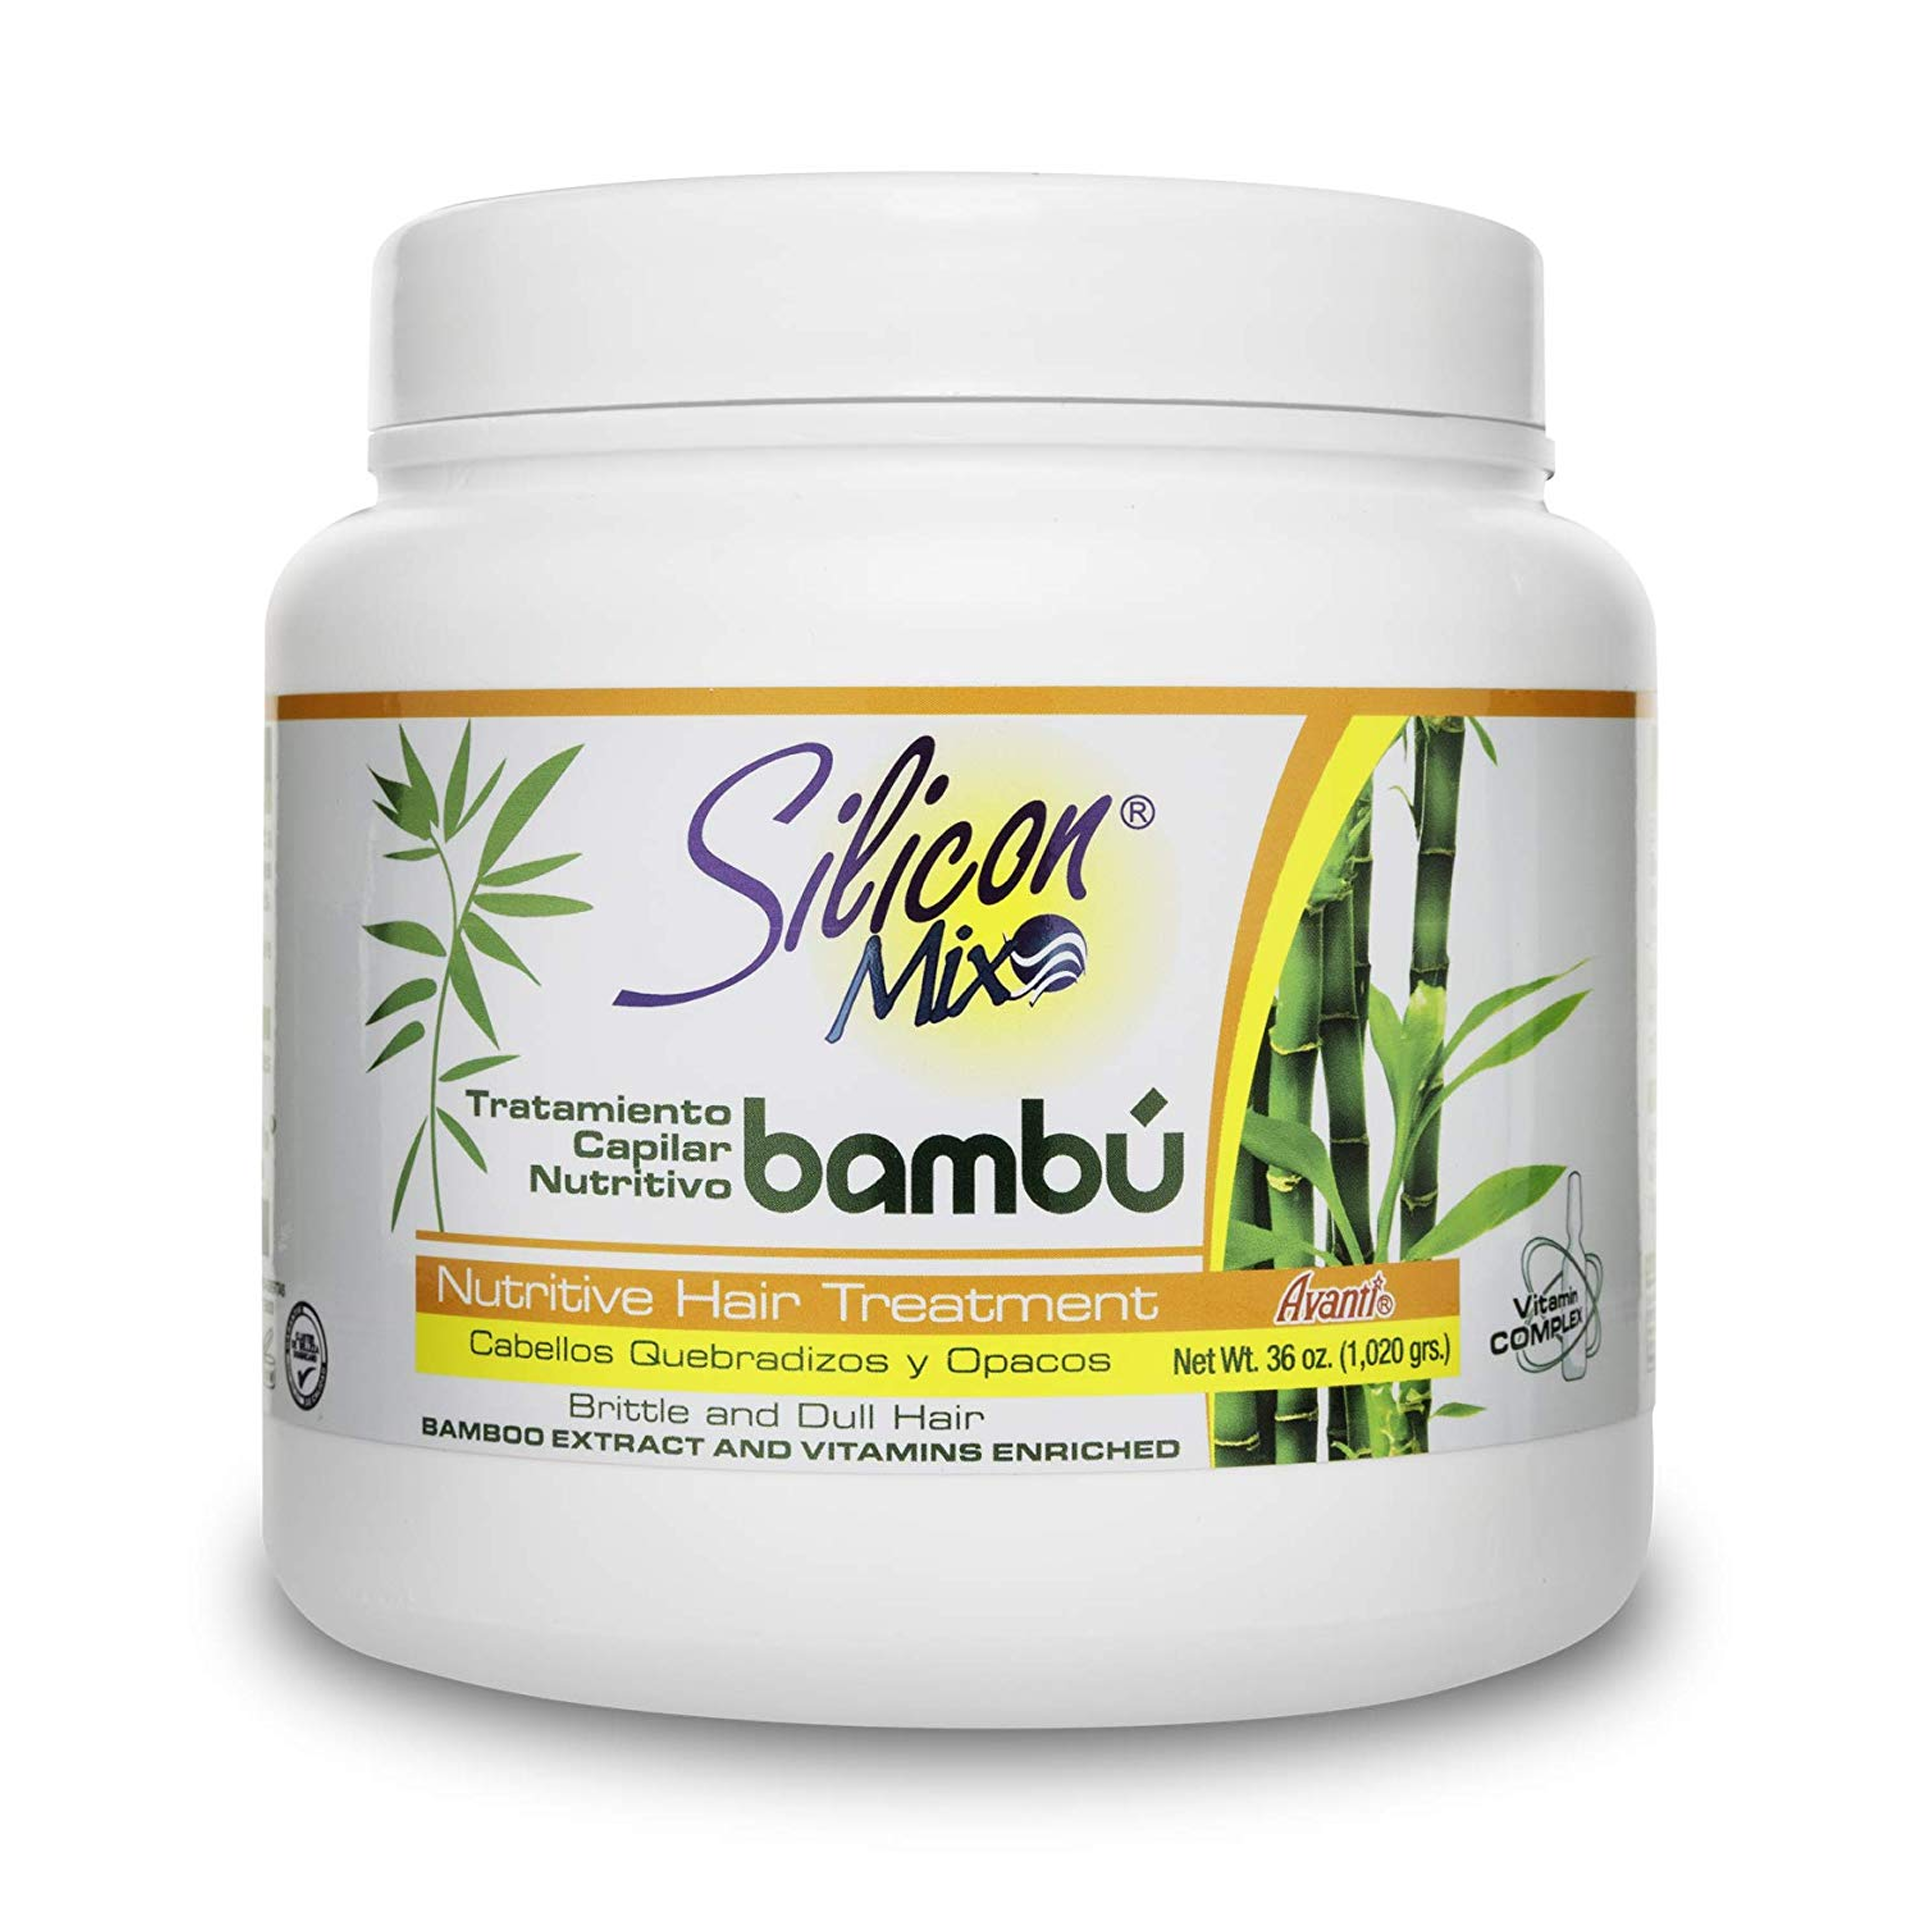 Silicon®
Mix
Tratamiento
Capilar
Nutritivo
bambú
Nutritive Hair Treatment
Avanti®
Cabellos Quebradizos y Opacos
Net Wt. 36 oz. (1,020 grs.)
Brittle and Dull Hair
BAMBOO EXTRACT AND VITAMINS ENRICHED
Vitamin
COMPLEX